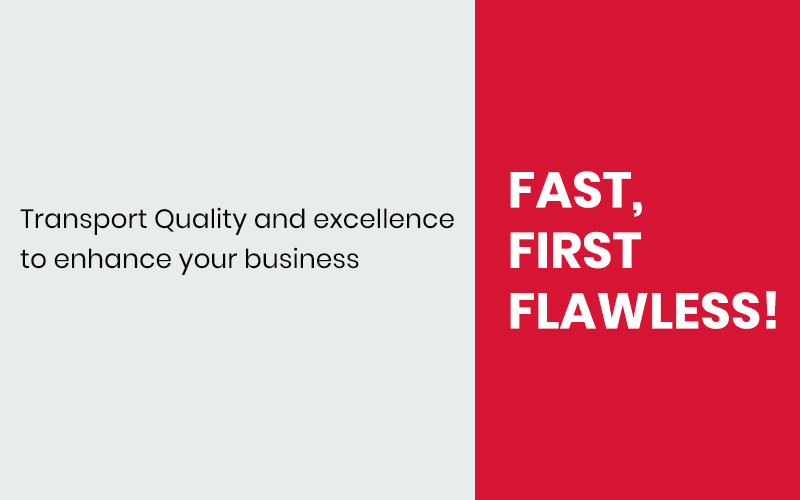 Transport Quality and excellence
to enhance your business
FAST,
FIRST
FLAWLESS!